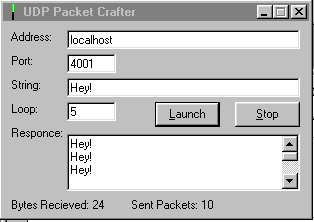 UDP Packet Crafter
Address: localhost
Port: 4001
String: Hey!
Loop: 5 Launch Stop
Responce: Hey!
Hey!
Hey!
Bytes Recieved: 24 Sent Packets: 10